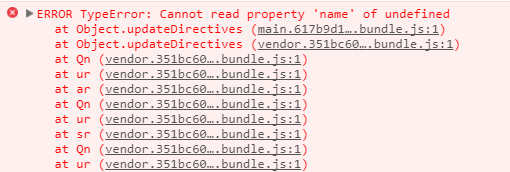 ERROR TypeError: Cannot read property 'name' of undefined
at Object.updateDirectives (main.617b9d1….bundle.js:1)
at Object.updateDirectives (vendor.351bc60….bundle.js:1)
at Qn (vendor.351bc60….bundle.js:1)
at ur (vendor.351bc60….bundle.js:1)
at ar (vendor.351bc60….bundle.js:1)
at Qn (vendor.351bc60….bundle.js:1)
at ur (vendor.351bc60….bundle.js:1)
at sr (vendor.351bc60….bundle.js:1)
at Qn (vendor.351bc60….bundle.js:1)
at ur (vendor.351bc60….bundle.js:1)